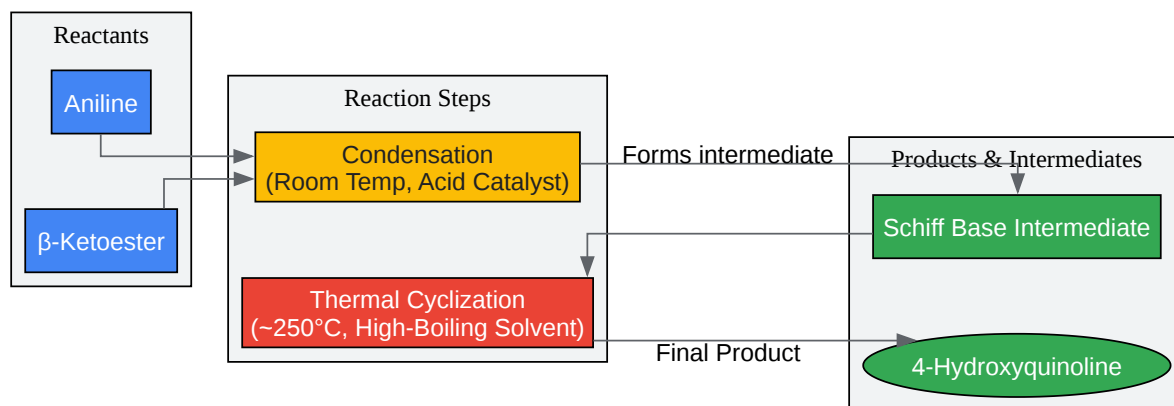 Reactants
Aniline
β-Ketoester
Reaction Steps
Condensation
(Room Temp, Acid Catalyst)
Thermal Cyclization
(~250°C, High-Boiling Solvent)
Forms intermediate
Final Product
Products & Intermediates
Schiff Base Intermediate
4-Hydroxyquinoline